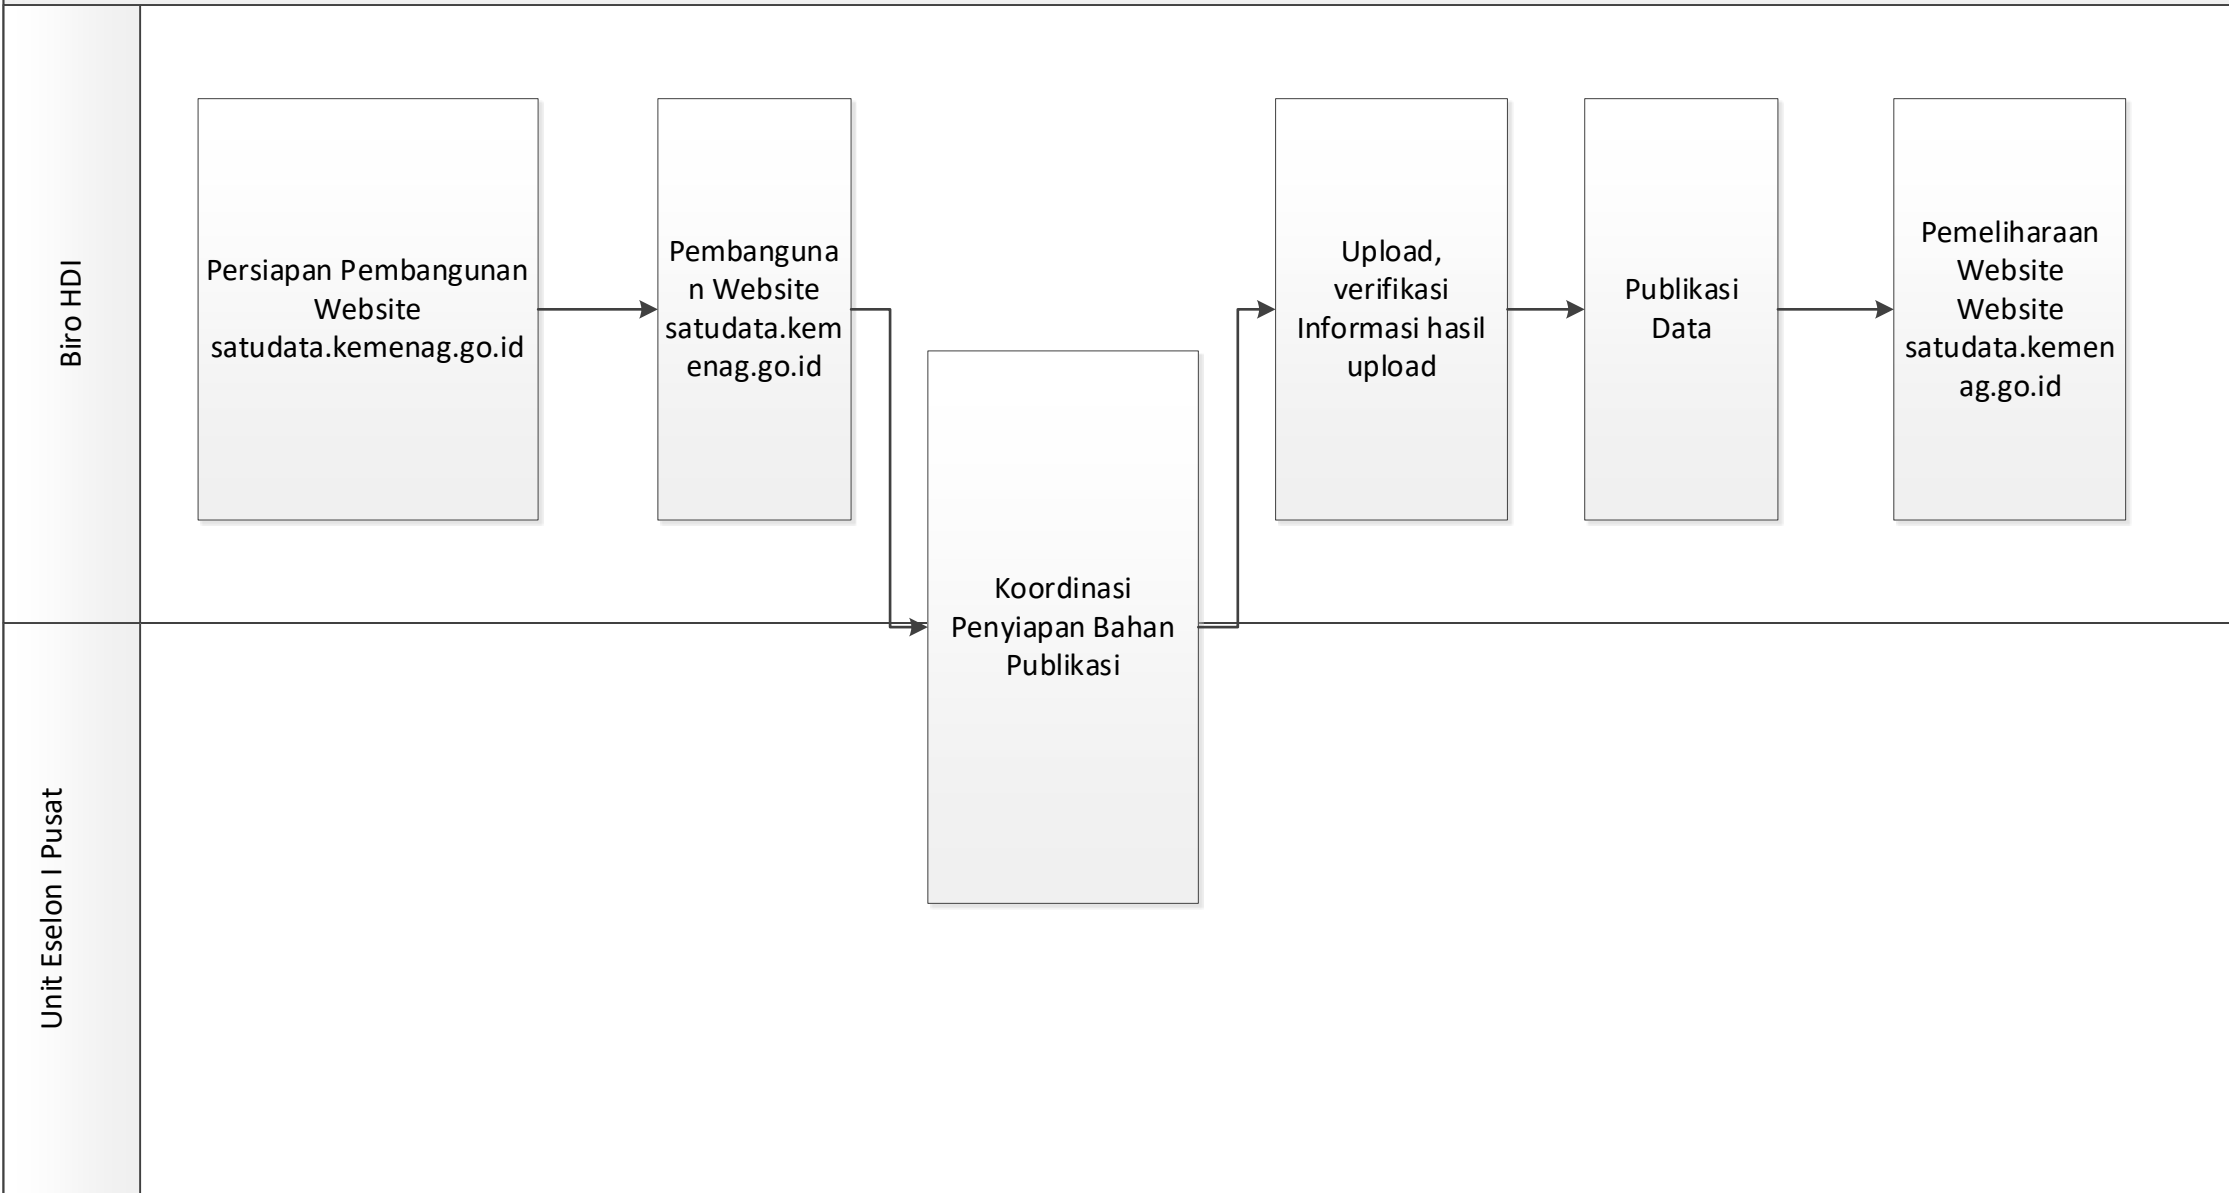 Biro HDI
Persiapan Pembangunan
Website
satudata.kemenag.go.id
Pembanguna
n Website
satudata.kem
enag.go.id
Koordinasi
Penyiapan Bahan
Publikasi
Upload,
verifikasi
Informasi hasil
upload
Publikasi
Data
Pemeliharaan
Website
Website
satudata.kemen
ag.go.id
Unit Eselon I Pusat